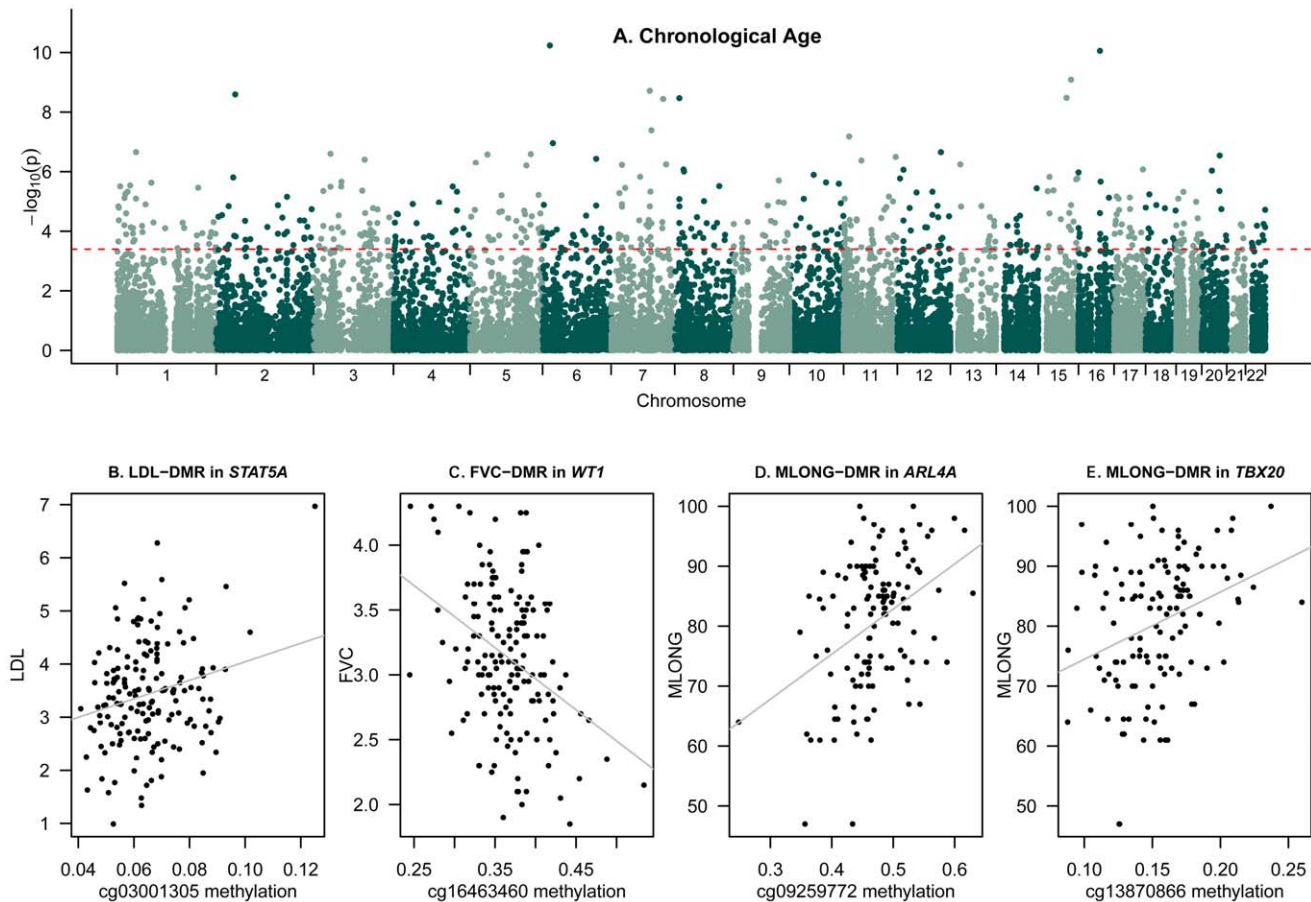 A. Chronological Age
−log10(p)
10
8
6
4
2
0
1 2 3 4 5 6 7 8 9 10 11 12 13 14 15 16 17 18 19 20 21 22
Chromosome
B. LDL−DMR in STAT5A
LDL
7
6
5
4
3
2
1
0.04 0.06 0.08 0.10 0.12
cg03001305 methylation
C. FVC−DMR in WT1
FVC
4.0
3.5
3.0
2.5
2.0
0.25 0.35 0.45
cg16463460 methylation
D. MLONG−DMR in ARL4A
MLONG
100
90
80
70
60
50
0.3 0.4 0.5 0.6
cg09259772 methylation
E. MLONG−DMR in TBX20
MLONG
100
90
80
70
60
50
0.10 0.15 0.20 0.25
cg13870866 methylation